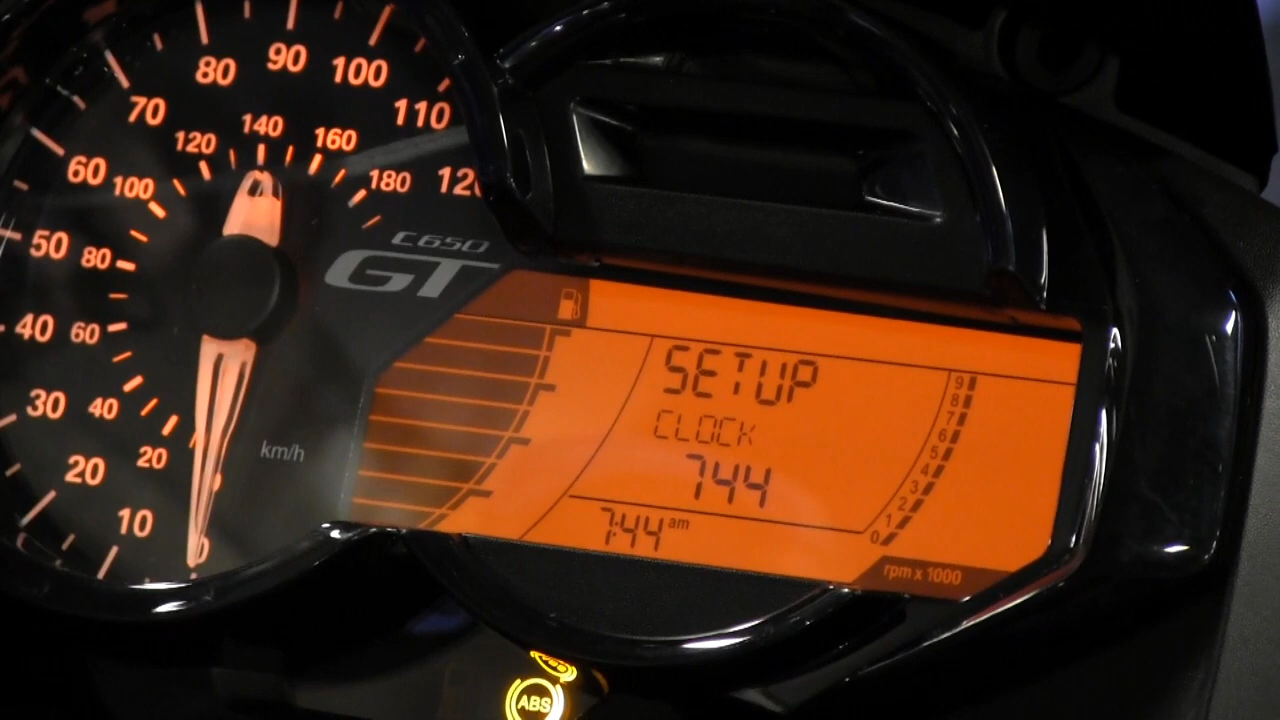 80 90 100
70 110
120 140 160
60 100 180 120
50 80
C650
GT
40 60
30 40
20 20
10
km/h
SETUP
CLOCK
744
7:44 am
9
8
7
6
5
4
3
2
1
0
rpm x 1000
ABS